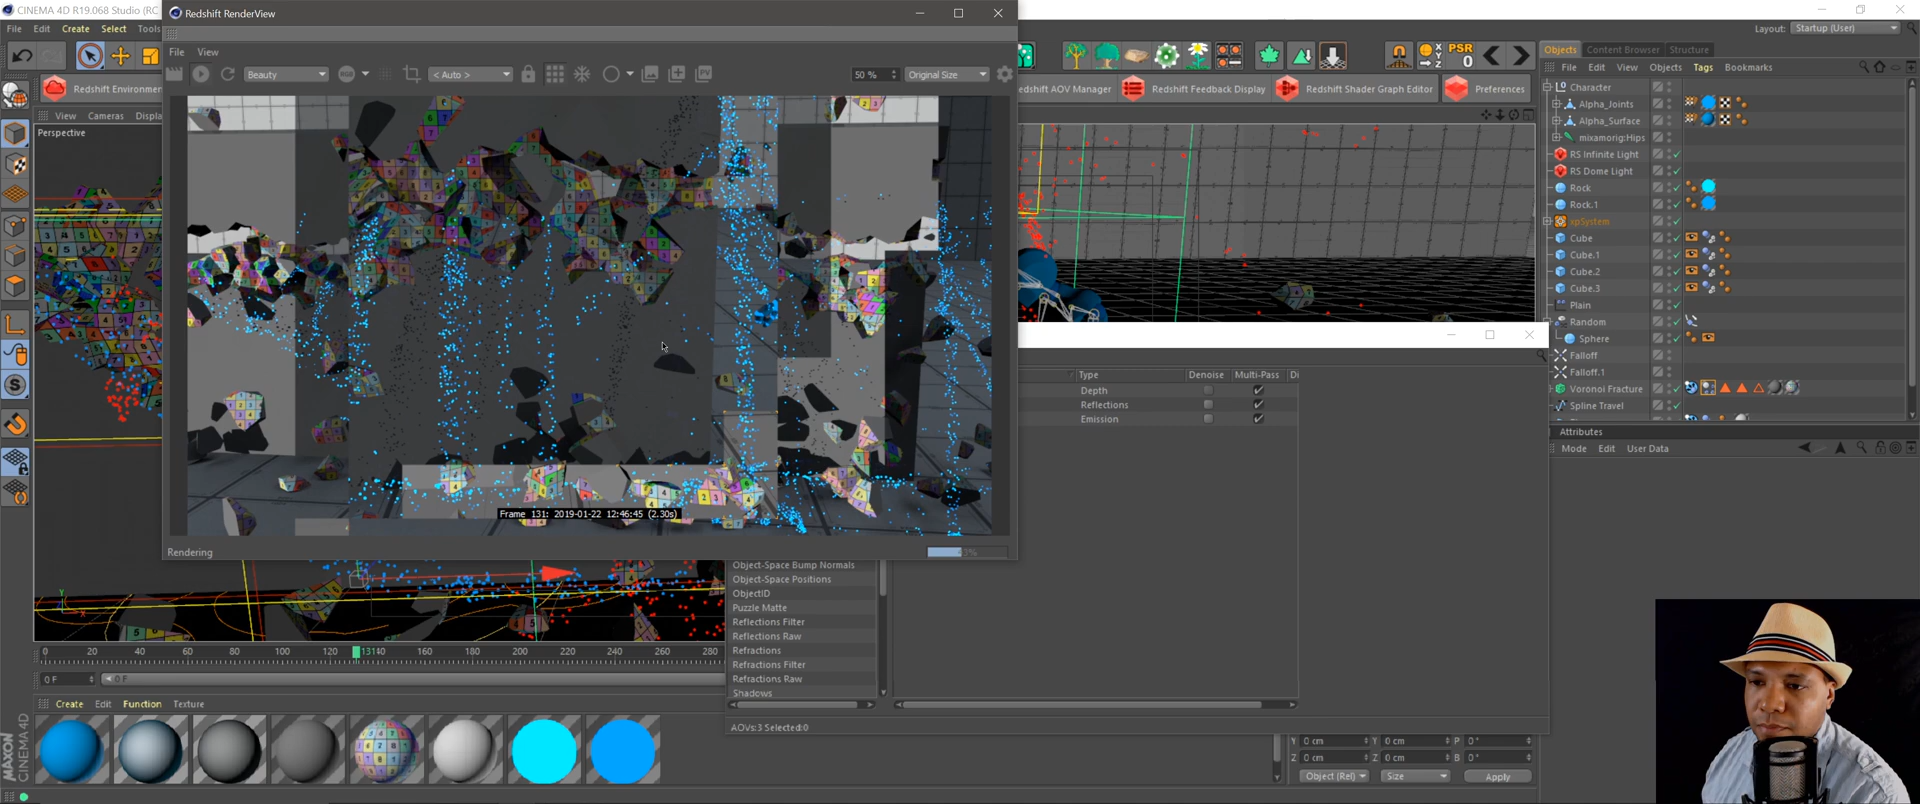 CINEMA 4D R19.068 Studio (RC
Redshift RenderView
File Edit Create Select Tools
File View
Beauty
< Auto >
50 %
Original Size
Layout: Startup (User)
PSR
0
Redshift Environmen
edshift AOV Manager
Redshift Feedback Display
Redshift Shader Graph Editor
Preferences
View Cameras Displa
Perspective
Objects Content Browser Structure
File Edit View Objects Tags Bookmarks
Character
Alpha_Joints
Alpha_Surface
mixamorig:Hips
RS Infinite Light
RS Dome Light
Rock
Rock.1
xpSystem
Cube
Cube.1
Cube.2
Cube.3
Plain
Random
Sphere
Falloff
Falloff.1
Voronoi Fracture
Spline Travel
Attributes
Mode Edit User Data
Type Denoise Multi-Pass Di
Depth
Reflections
Emission
Frame 131: 2019-01-22 12:46:45 (2.30s)
Rendering
Object-Space Bump Normals
Object-Space Positions
ObjectID
Puzzle Matte
Reflections Filter
Reflections Raw
Refractions
Refractions Filter
Refractions Raw
Shadows
AOVs:3 Selected:0
0 20 40 60 80 100 120 131 40 160 180 200 220 240 260 280
0 F
0 F
Create Edit Function Texture
MAXON
CINEMA 4D
Y 0 cm Y 0 cm P 0°
Z 0 cm Z 0 cm B 0°
Object (Rel) Size Apply